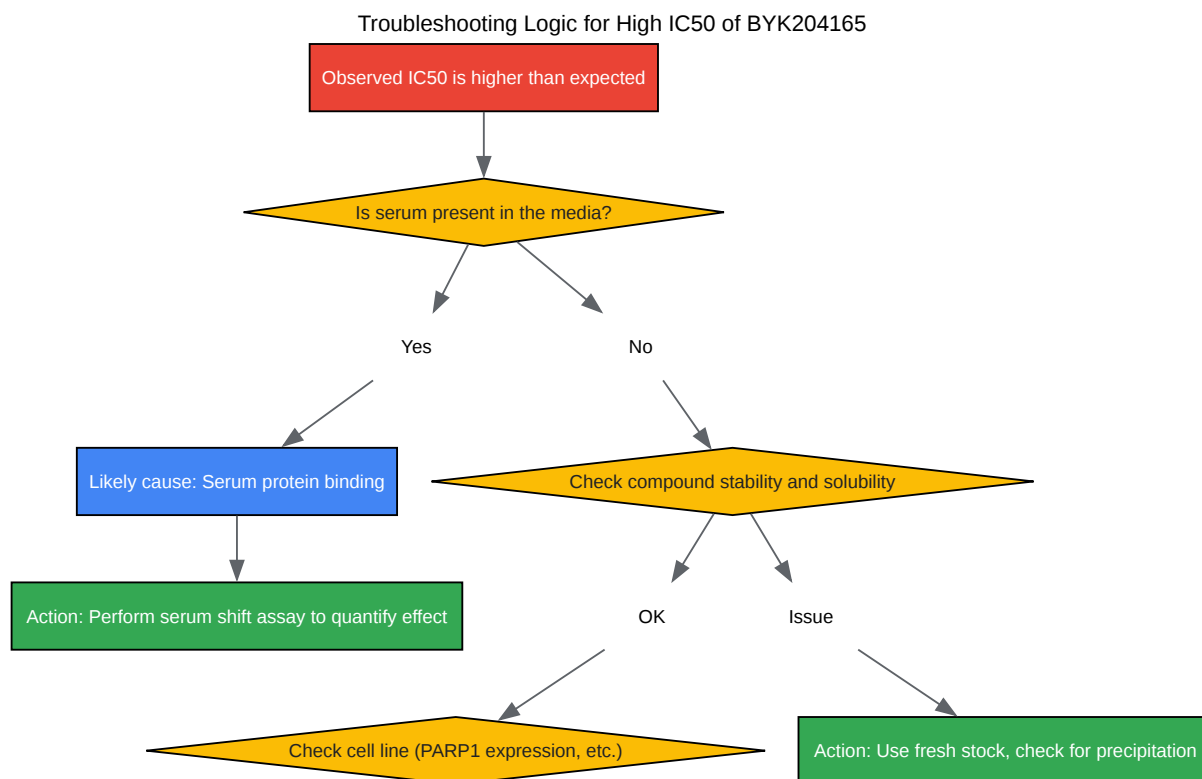 Troubleshooting Logic for High IC50 of BYK204165
Observed IC50 is higher than expected
Is serum present in the media?
Yes
No
Likely cause: Serum protein binding
Check compound stability and solubility
Action: Perform serum shift assay to quantify effect
OK
Issue
Check cell line (PARP1 expression, etc.)
Action: Use fresh stock, check for precipitation